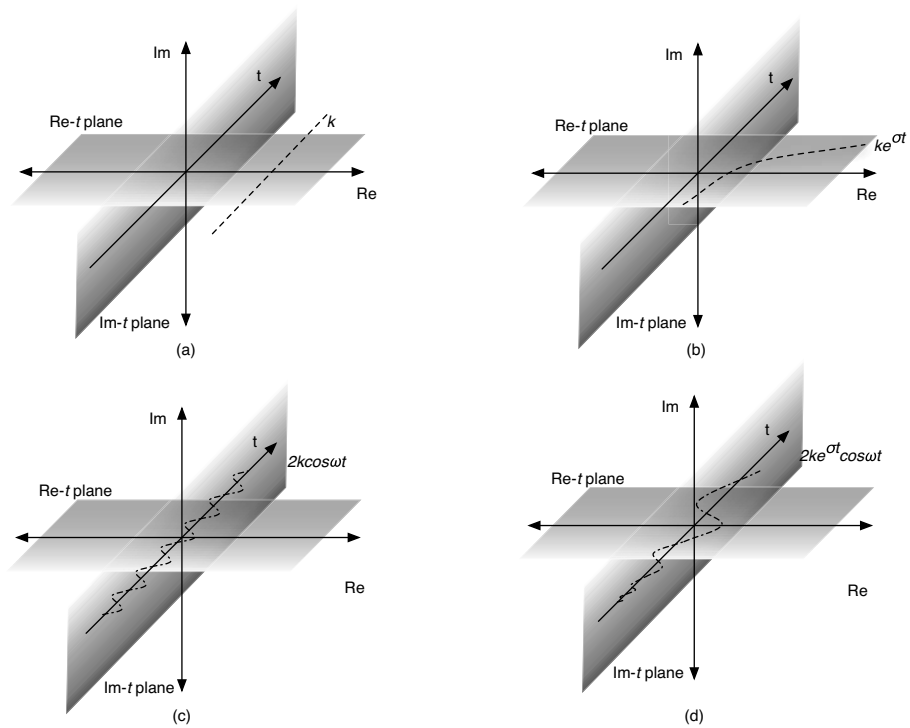 Im
t
Re-t plane
k
Re
Im-t plane
(a)
Im
t
Re-t plane
ke^σt
Re
Im-t plane
(b)
Im
t
2kcosωt
Re-t plane
Re
Im-t plane
(c)
Im
t
2ke^σt cosωt
Re-t plane
Re
Im-t plane
(d)